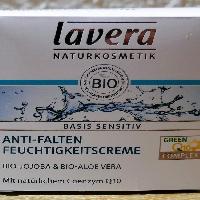 lavera
NATURKOSMETIK
BIO
BASIS SENSITIV
ANTI-FALTEN
FEUCHTIGKEITSCREME
BIO-JOJOBA & BIO-ALOE VERA
Mit natürlichem Coenzym Q10
GREEN
COMPLEX